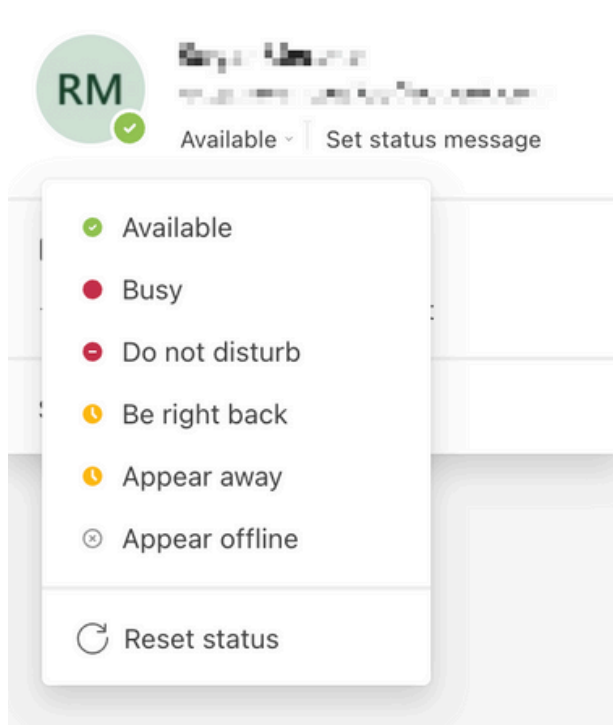 RM
Available
Set status message
Available
Busy
Do not disturb
Be right back
Appear away
Appear offline
Reset status